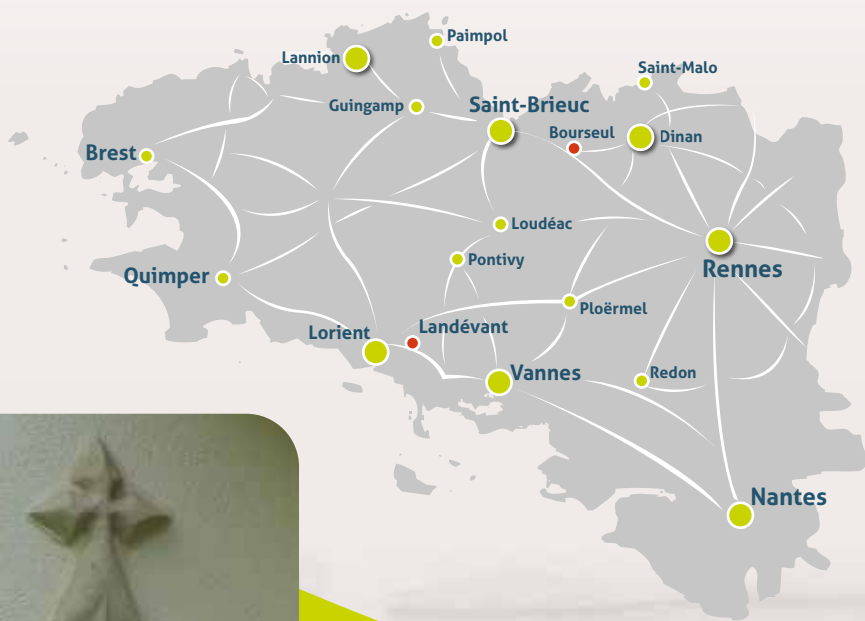 Paimpol
Lannion
Saint-Malo
Guingamp
Saint-Brieuc
Bourseul
Dinan
Brest
Loudéac
Pontivy
Rennes
Quimper
Ploërmel
Lorient
Landévant
Vannes
Redon
Nantes